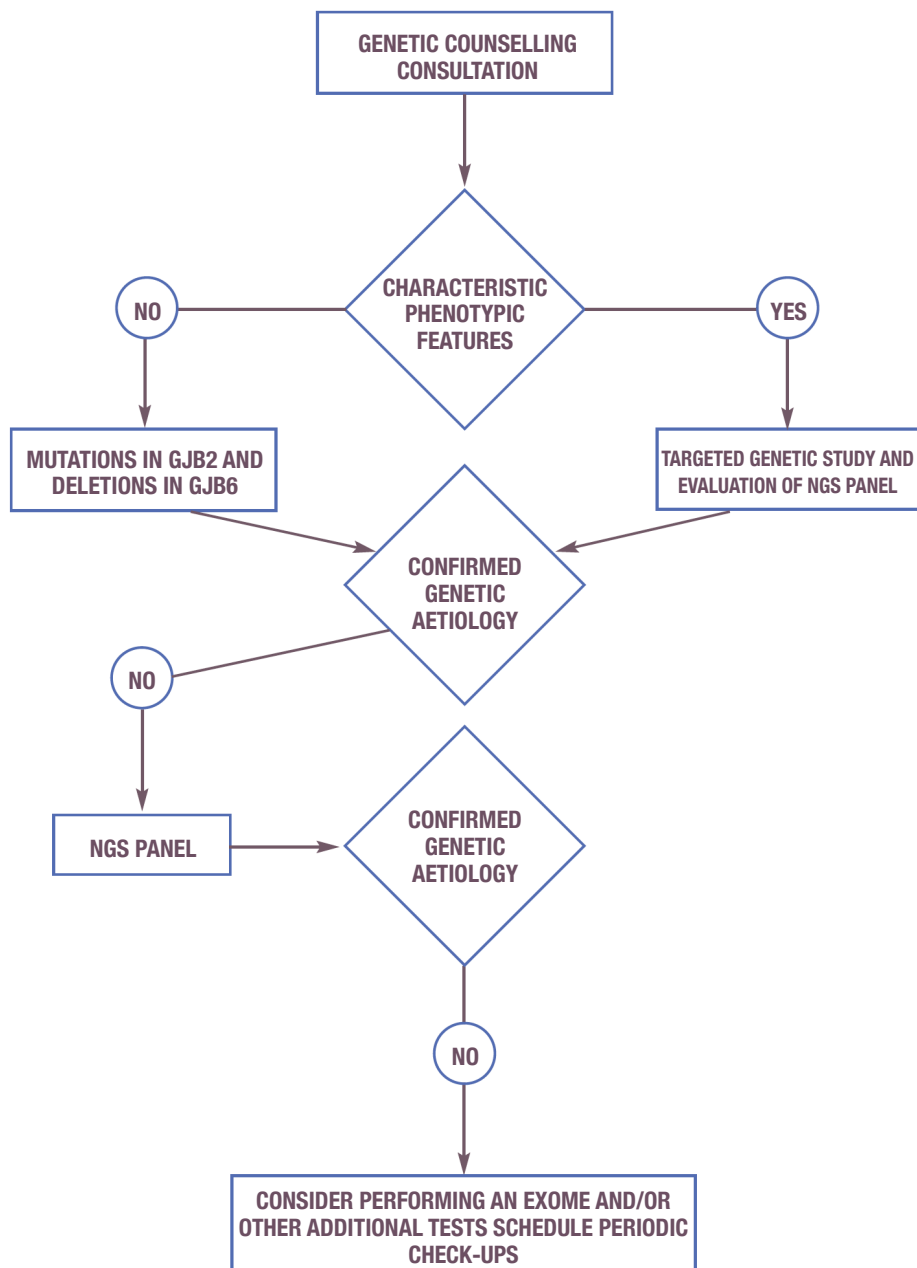 GENETIC COUNSELLING
CONSULTATION
CHARACTERISTIC
PHENOTYPIC
FEATURES
NO
YES
MUTATIONS IN GJB2 AND
DELETIONS IN GJB6
TARGETED GENETIC STUDY AND
EVALUATION OF NGS PANEL
CONFIRMED
GENETIC
AETIOLOGY
NO
NGS PANEL
CONFIRMED
GENETIC
AETIOLOGY
NO
CONSIDER PERFORMING AN EXOME AND/OR
OTHER ADDITIONAL TESTS SCHEDULE PERIODIC
CHECK-UPS